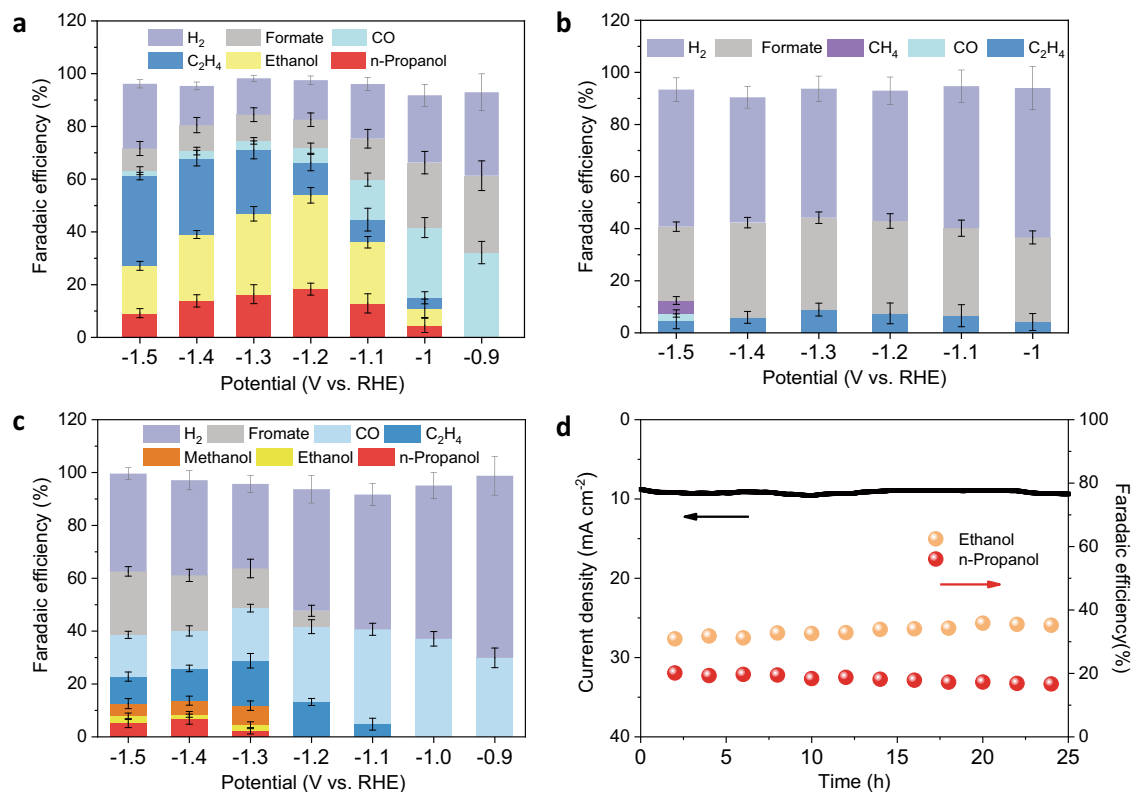 a
H₂ Formate CO
C₂H₄ Ethanol n-Propanol
Faradaic efficiency (%)
120
100
80
60
40
20
0
-1.5 -1.4 -1.3 -1.2 -1.1 -1 -0.9
Potential (V vs. RHE)
b
H₂ Formate CH₄ CO C₂H₄
Faradaic efficiency (%)
120
100
80
60
40
20
0
-1.5 -1.4 -1.3 -1.2 -1.1 -1
Potential (V vs. RHE)
c
H₂ Fromate CO C₂H₄
Methanol Ethanol n-Propanol
Faradaic efficiency (%)
120
100
80
60
40
20
0
-1.5 -1.4 -1.3 -1.2 -1.1 -1.0 -0.9
Potential (V vs. RHE)
d
Current density (mA cm⁻²)
0
10
20
30
40
Ethanol
n-Propanol
100
80
60
40
20
0
Faradaic efficiency(%)
0 5 10 15 20 25
Time (h)